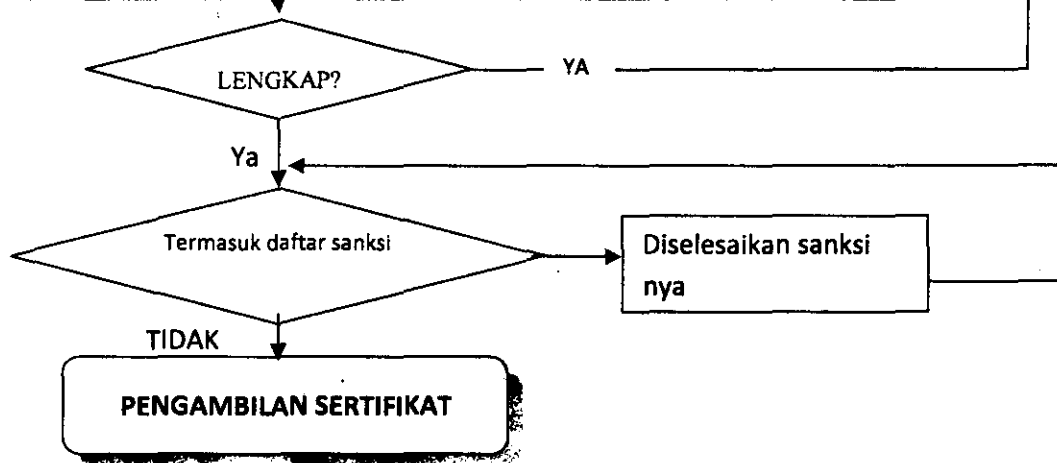 LENGKAP?
YA
Ya
Termasuk daftar sanksi
Diselesaikan sanksi
nya
TIDAK
PENGAMBILAN SERTIFIKAT